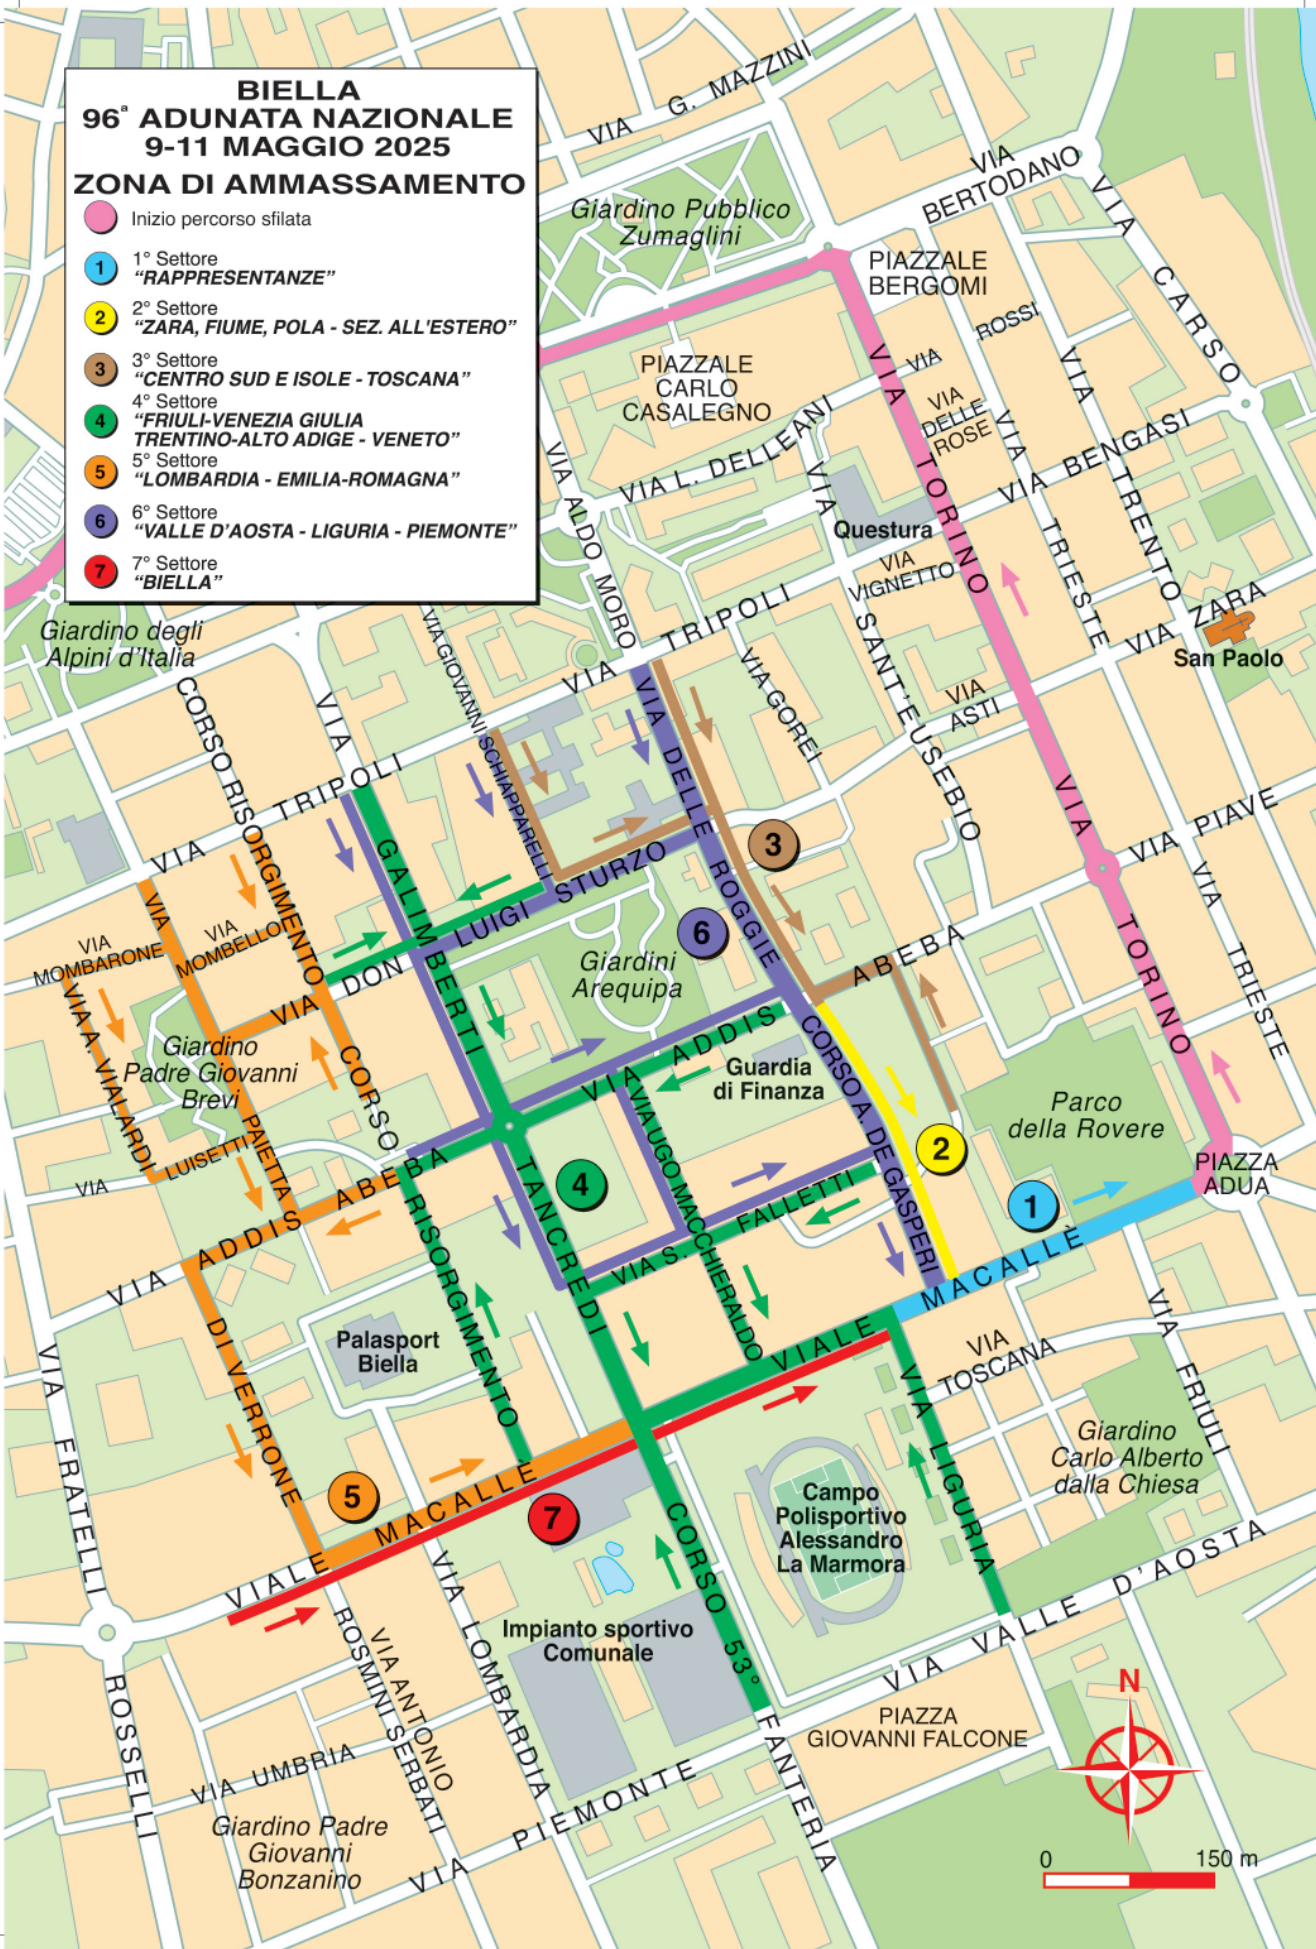 BIELLA
96ª ADUNATA NAZIONALE
9-11 MAGGIO 2025
ZONA DI AMMASSAMENTO
Inizio percorso sfilata
1
1° Settore
“RAPPRESENTANZE”
2
2° Settore
“ZARA, FIUME, POLA - SEZ. ALL'ESTERO”
3
3° Settore
“CENTRO SUD E ISOLE - TOSCANA”
4
4° Settore
“FRIULI-VENEZIA GIULIA
TRENTINO-ALTO ADIGE - VENETO”
5
5° Settore
“LOMBARDIA - EMILIA-ROMAGNA”
6
6° Settore
“VALLE D’AOSTA - LIGURIA - PIEMONTE”
7
7° Settore
“BIELLA”
VIA G. MAZZINI
VIA
BERTODANO
Giardino Pubblico
Zumaglini
VIA CARSO
PIAZZALE
BERGOMI
PIAZZALE
CARLO
CASALEGNO
VIA ROSSI
VIA
DELLE
ROSE
VIA TORINO
VIA TRIESTE
VIA TRENTO
VIA BENGASI
VIA L. DELLEANI
VIA ALDO MORO
VIA SANT'EUSEBIO
Questura
VIA
VIGNETTO
VIA ZARA
San Paolo
Giardino degli
Alpini d’Italia
VIA GIOVANNI SCHIAPPARELLI
VIA TRIPOLI
VIA GOREI
VIA
ASTI
CORSO RISORGIMENTO
VIA GALIMBERTI
VIA TRIPOLI
VIA DELLE ROGGIE
3
VIA TORINO
VIA PIAVE
VIA TRIESTE
VIA
MOMBARONE
VIA
MOMBELLO
VIA DON LUIGI STURZO
6
Giardini
Arequipa
ABEBA
VIA A. VIALARDI
VIA PAIETTA
Giardino
Padre Giovanni
Brevi
CORSO RISORGIMENTO
VIA ADDIS
Guardia
di Finanza
CORSO A. DE GASPERI
Parco
della Rovere
2
PIAZZA
ADUA
1
VIA LUISETTI
VIA ADDIS ABEBA
4
TANCREDI
VIA UGO MACCHIERALDO
VIA S. FALLETTI
VIALE MACALLÈ
Palasport
Biella
DI VERRONE
VIA
TOSCANA
VIA FRIULI
VIA LIGURIA
Giardino
Carlo Alberto
dalla Chiesa
VIA FRATELLI ROSSELLI
5
VIALE MACALLÈ
7
Campo
Polisportivo
Alessandro
La Marmora
CORSO 53° FANTERIA
VIA LOMBARDIA
Impianto sportivo
Comunale
VIA ANTONIO
ROSMINI SERBATI
VIA VALLE D'AOSTA
PIAZZA
GIOVANNI FALCONE
N
VIA UMBRIA
VIA PIEMONTE
Giardino Padre
Giovanni
Bonzanino
0 150 m